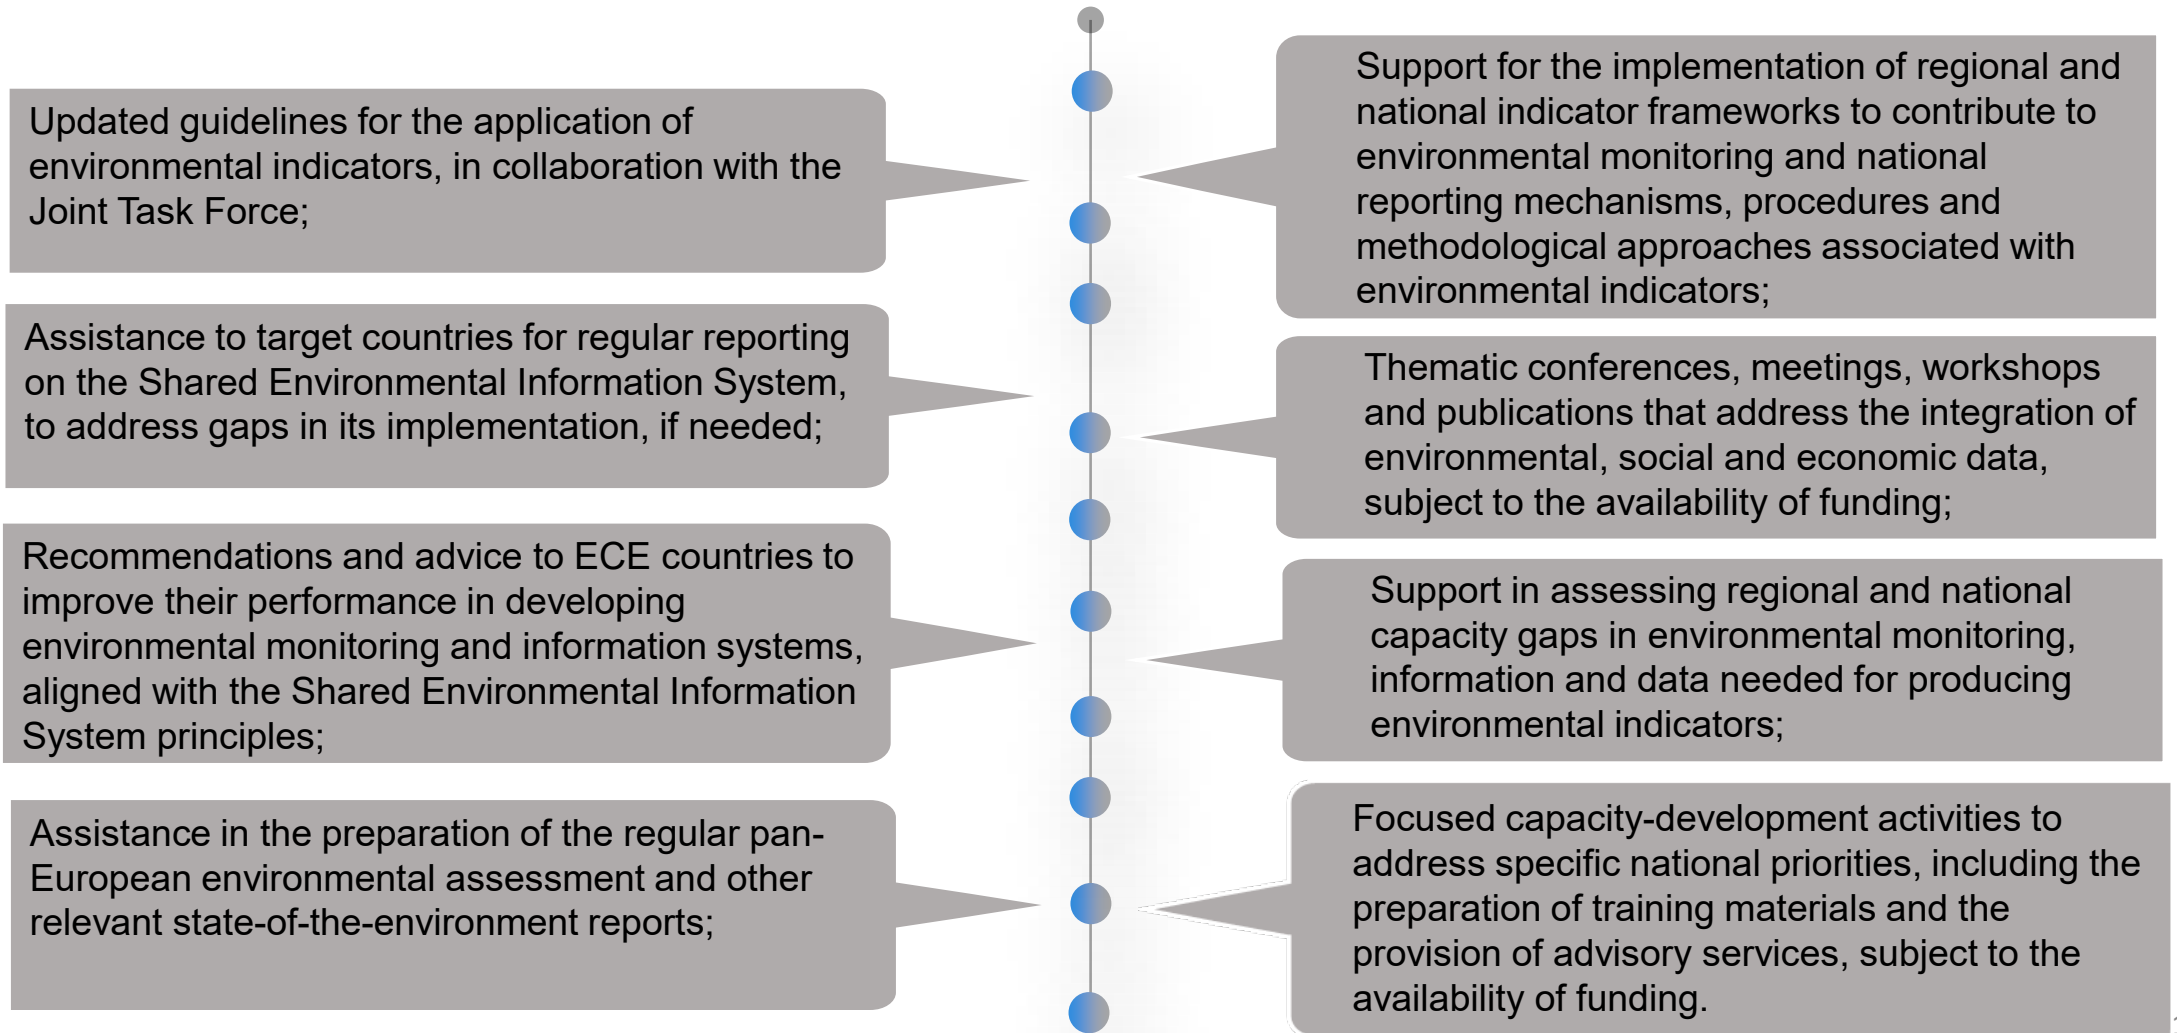 Updated guidelines for the application of
environmental indicators, in collaboration with the
Joint Task Force;
Assistance to target countries for regular reporting
on the Shared Environmental Information System,
to address gaps in its implementation, if needed;
Recommendations and advice to ECE countries to
improve their performance in developing
environmental monitoring and information systems,
aligned with the Shared Environmental Information
System principles;
Assistance in the preparation of the regular pan-
European environmental assessment and other
relevant state-of-the-environment reports;
Support for the implementation of regional and
national indicator frameworks to contribute to
environmental monitoring and national
reporting mechanisms, procedures and
methodological approaches associated with
environmental indicators;
Thematic conferences, meetings, workshops
and publications that address the integration of
environmental, social and economic data,
subject to the availability of funding;
Support in assessing regional and national
capacity gaps in environmental monitoring,
information and data needed for producing
environmental indicators;
Focused capacity-development activities to
address specific national priorities, including the
preparation of training materials and the
provision of advisory services, subject to the
availability of funding.